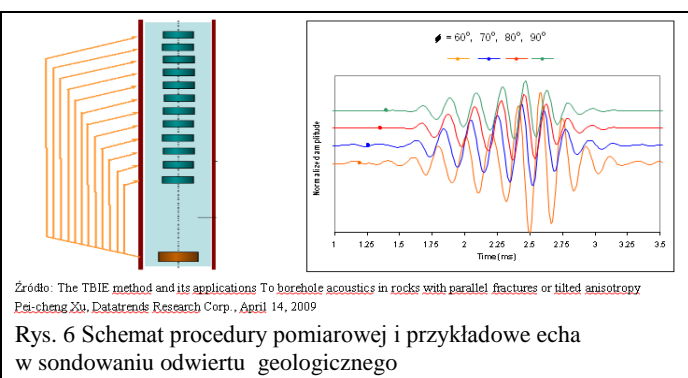 ϕ = 60°, 70°, 80°, 90°
Normalized amplitude
1 1.25 1.5 1.75 2 2.25 2.5 2.75 3 3.25 3.5
Time (ms)
Źródło: The TBIE method and its applications To borehole acoustics in rocks with parallel fractures or tilted anisotropy
Pei-cheng Xu, Datatrends Research Corp., April 14, 2009
Rys. 6 Schemat procedury pomiarowej i przykładowe echa
w sondowaniu odwiertu geologicznego